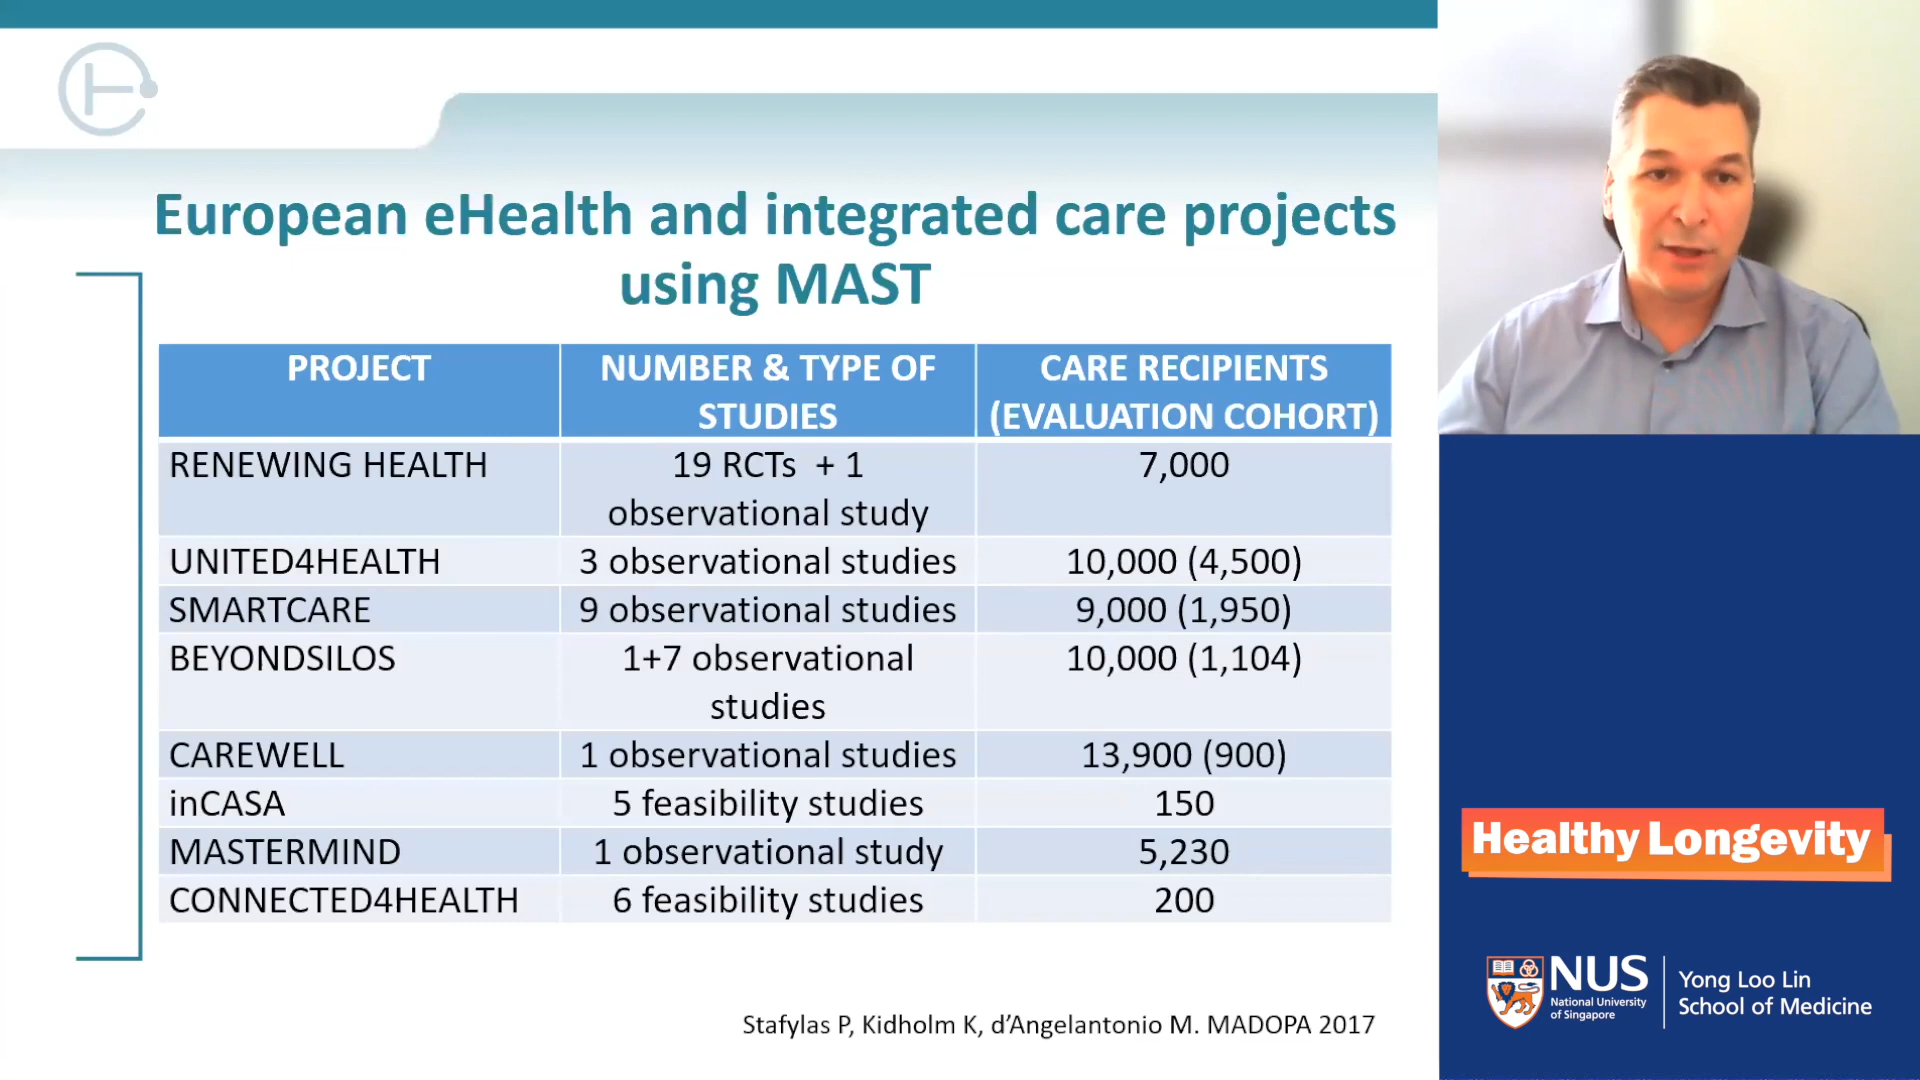 European eHealth and integrated care projects
using MAST
PROJECT
NUMBER & TYPE OF
STUDIES
CARE RECIPIENTS
(EVALUATION COHORT)
RENEWING HEALTH
19 RCTs + 1
observational study
7,000
UNITED4HEALTH
3 observational studies
10,000 (4,500)
SMARTCARE
9 observational studies
9,000 (1,950)
BEYONDSILOS
1+7 observational
studies
10,000 (1,104)
CAREWELL
1 observational studies
13,900 (900)
inCASA
5 feasibility studies
150
MASTERMIND
1 observational study
5,230
CONNECTED4HEALTH
6 feasibility studies
200
Stafylas P, Kidholm K, d’Angelantonio M. MADOPA 2017
Healthy Longevity
NUS
National University
of Singapore
Yong Loo Lin
School of Medicine